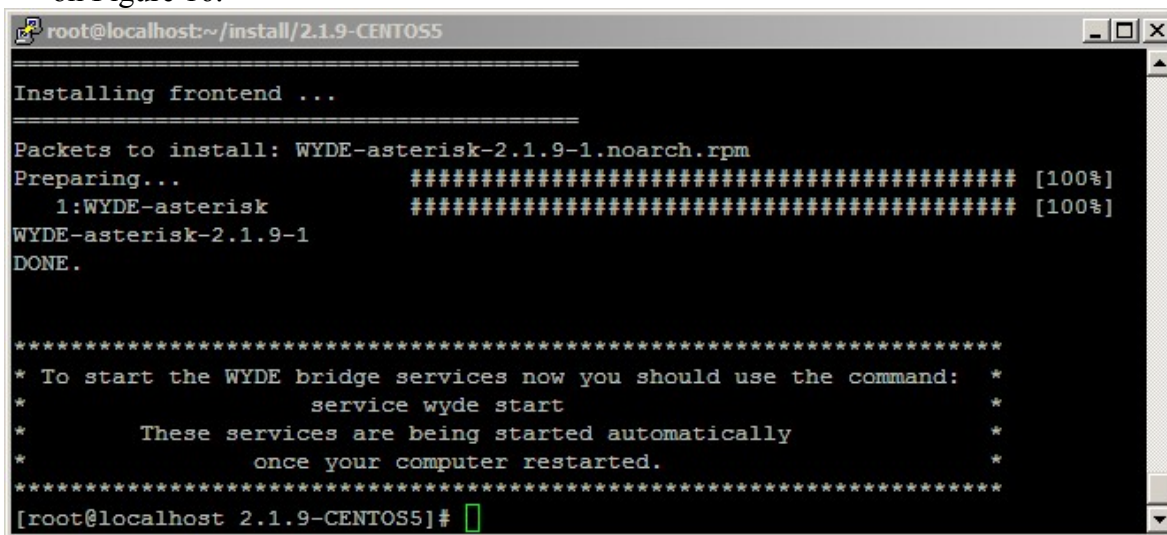 on Figure 10.
root@localhost:~/install/2.1.9-CENTOS5
========================================
Installing frontend ...
========================================
Packets to install: WYDE-asterisk-2.1.9-1.noarch.rpm
Preparing... ########################################### [100%]
1:WYDE-asterisk ########################################### [100%]
WYDE-asterisk-2.1.9-1
DONE.
**********************************************************************
* To start the WYDE bridge services now you should use the command: *
* service wyde start *
* These services are being started automatically *
* once your computer restarted. *
**********************************************************************
[root@localhost 2.1.9-CENTOS5]#